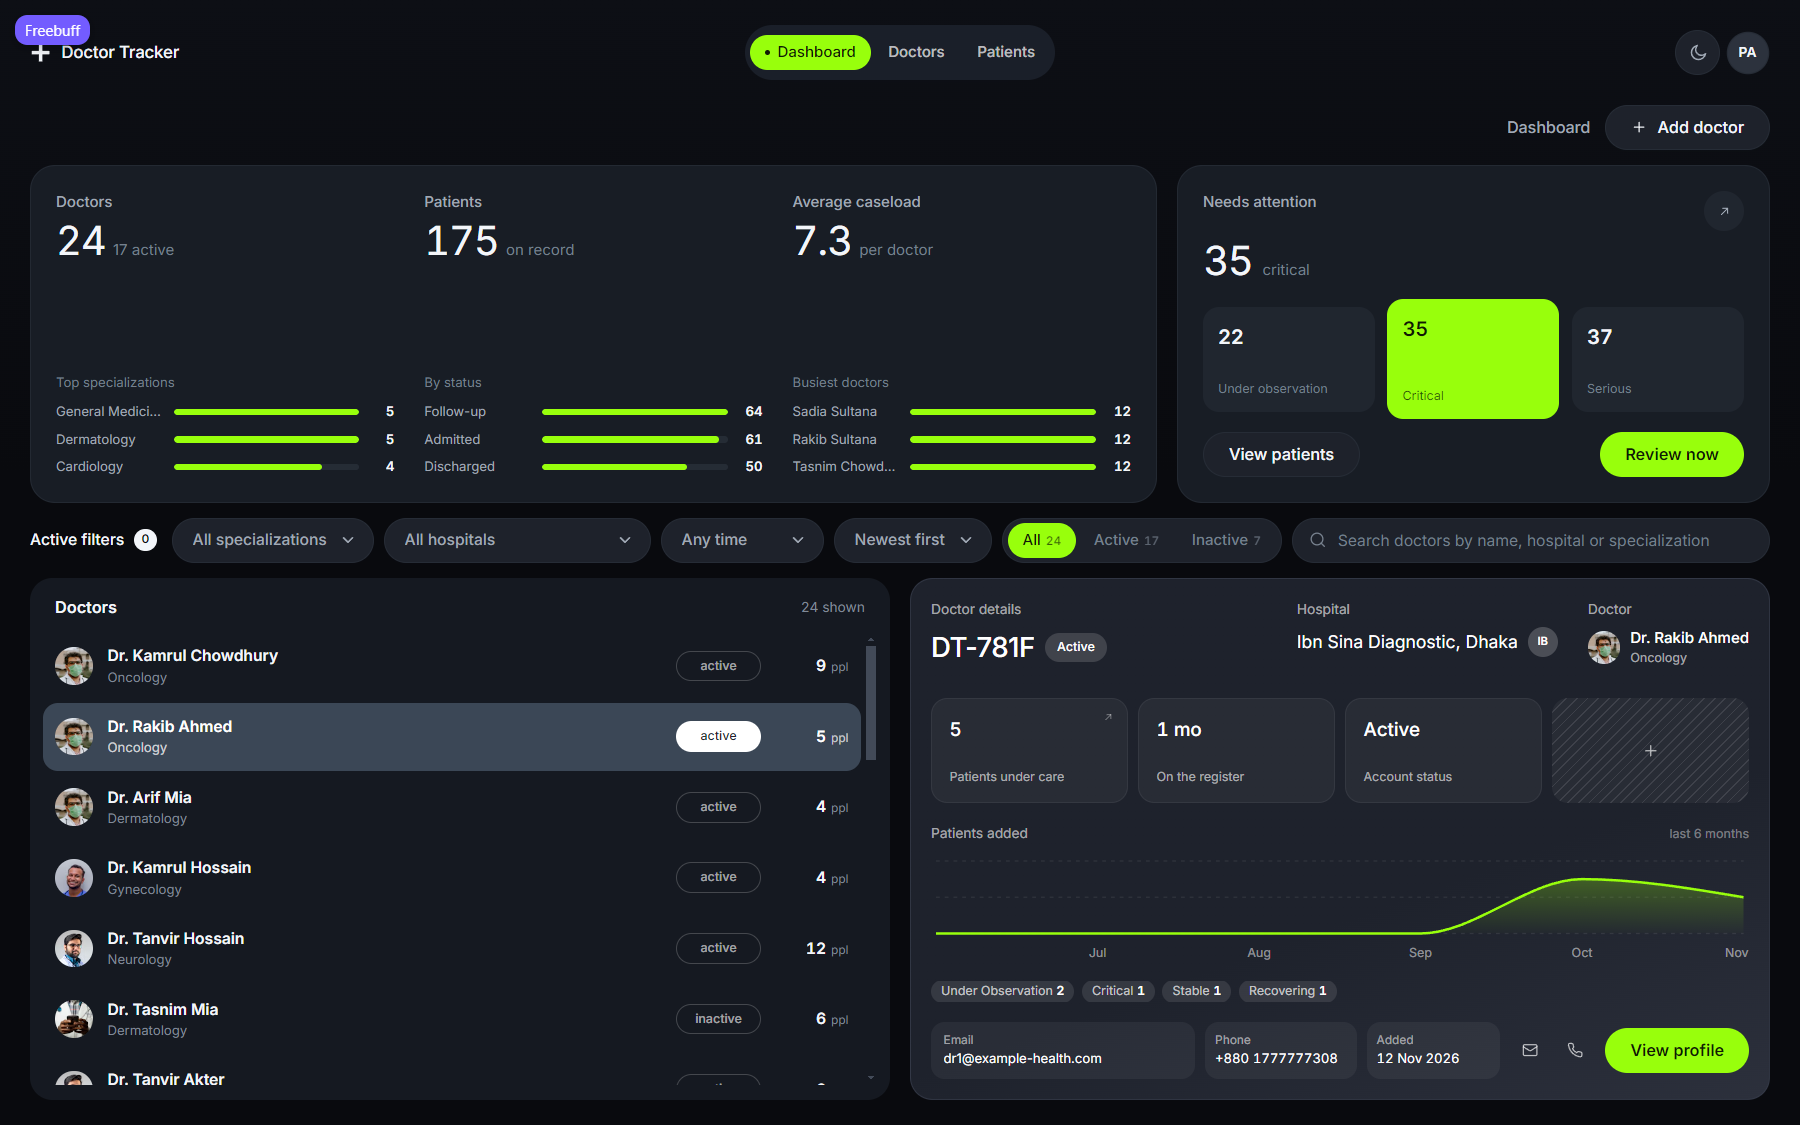 Freebuff
Doctor Tracker
Dashboard
Doctors
Patients
PA
Dashboard
+ Add doctor
Doctors
24 17 active
Patients
175 on record
Average caseload
7.3 per doctor
Top specializations
General Medici... 5
Dermatology 5
Cardiology 4
By status
Follow-up 64
Admitted 61
Discharged 50
Busiest doctors
Sadia Sultana 12
Rakib Sultana 12
Tasnim Chowd... 12
Needs attention
35 critical
22
Under observation
35
Critical
37
Serious
View patients
Review now
Active filters 0
All specializations
All hospitals
Any time
Newest first
All 24
Active 17
Inactive 7
Search doctors by name, hospital or specialization
Doctors
24 shown
Dr. Kamrul Chowdhury
Oncology
active
9 ppl
Dr. Rakib Ahmed
Oncology
active
5 ppl
Dr. Arif Mia
Dermatology
active
4 ppl
Dr. Kamrul Hossain
Gynecology
active
4 ppl
Dr. Tanvir Hossain
Neurology
active
12 ppl
Dr. Tasnim Mia
Dermatology
inactive
6 ppl
Dr. Tanvir Akter
Doctor details
DT-781F Active
Hospital
Ibn Sina Diagnostic, Dhaka IB
Doctor
Dr. Rakib Ahmed
Oncology
5
Patients under care
1 mo
On the register
Active
Account status
+
Patients added
last 6 months
Jul Aug Sep Oct Nov
Under Observation 2
Critical 1
Stable 1
Recovering 1
Email
dr1@example-health.com
Phone
+880 1777777308
Added
12 Nov 2026
View profile